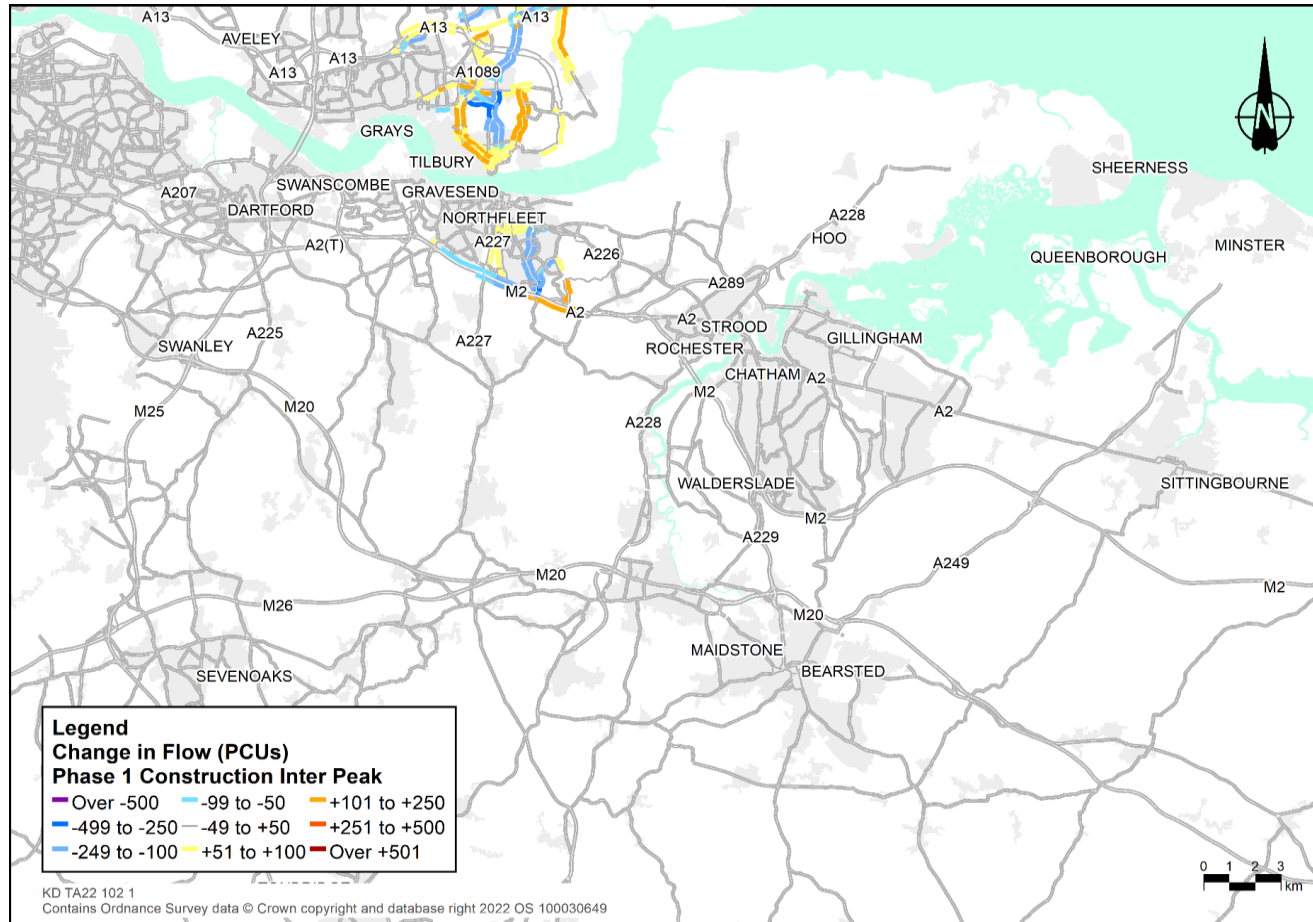 A13
A13
A13
AVELEY
A13
A13
A1089
N
GRAYS
TILBURY
SHEERNESS
A207
SWANSCOMBE
GRAVESEND
DARTFORD
NORTHFLEET
A228
HOO
MINSTER
A2(T)
A227
A226
QUEENBOROUGH
M2
A289
A2
A2
STROOD
A225
SWANLEY
A227
ROCHESTER
GILLINGHAM
CHATHAM
A2
M2
M20
M25
A2
A228
WALDERSLADE
SITTINGBOURNE
M2
A229
A249
M20
M2
M26
M20
MAIDSTONE
SEVENOAKS
BEARSTED
Legend
Change in Flow (PCUs)
Phase 1 Construction Inter Peak
Over -500 -99 to -50 +101 to +250
-499 to -250 -49 to +50 +251 to +500
-249 to -100 +51 to +100 Over +501
0 1 2 3
km
KD TA22 102 1
Contains Ordnance Survey data © Crown copyright and database right 2022 OS 100030649